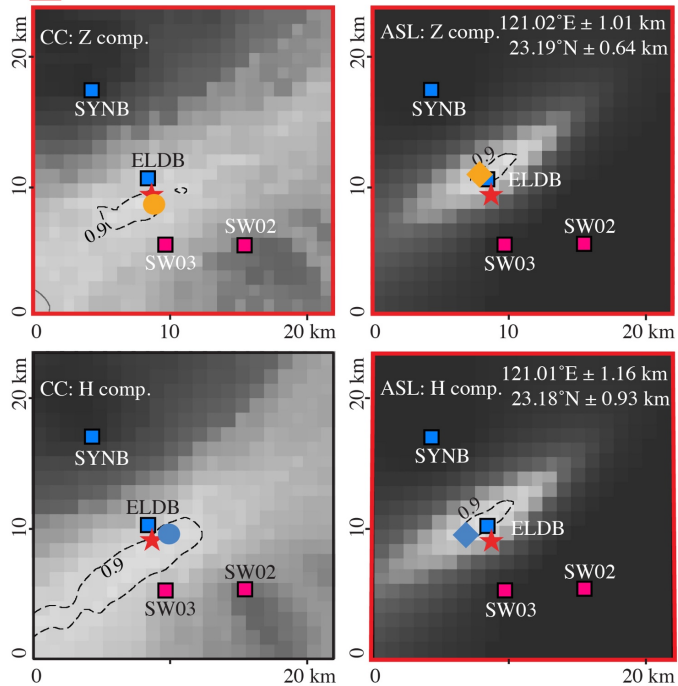 CC: Z comp.
20 km
SYNB
ELDB
10
0.9
SW02
SW03
0
0
10
20 km
ASL: Z comp.
121.02°E ± 1.01 km
23.19°N ± 0.64 km
SYNB
0.9
ELDB
10
SW02
SW03
0
0
10
20 km
CC: H comp.
20 km
SYNB
ELDB
10
0.9
SW02
SW03
0
0
10
20 km
ASL: H comp.
121.01°E ± 1.16 km
23.18°N ± 0.93 km
20 km
SYNB
0.9
ELDB
10
SW02
SW03
0
0
10
20 km